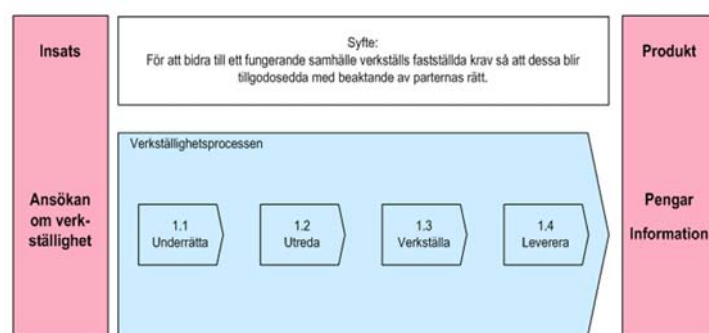 Insats
Syfte:
För att bidra till ett fungerande samhälle verkställs fastställda krav så att dessa blir
tillgodosedda med beaktande av parternas rätt.
Produkt
Verkställighetsprocessen
Ansökan
om verk-
ställighet
1.1
Underrätta
1.2
Utreda
1.3
Verkställa
1.4
Leverera
Pengar
Information